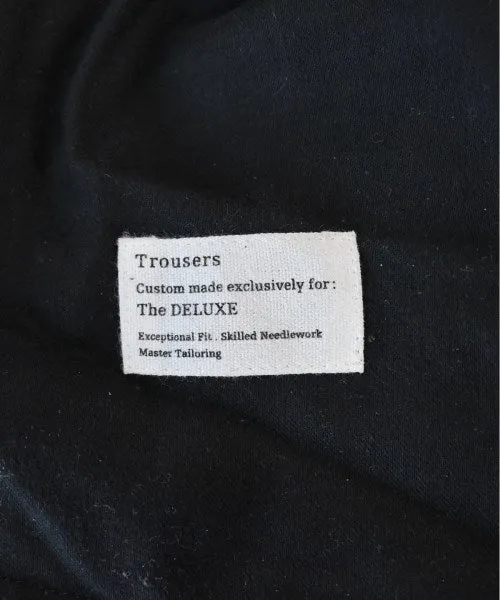 Trousers
Custom made exclusively for :
The DELUXE
Exceptional Fit . Skilled Needlework
Master Tailoring